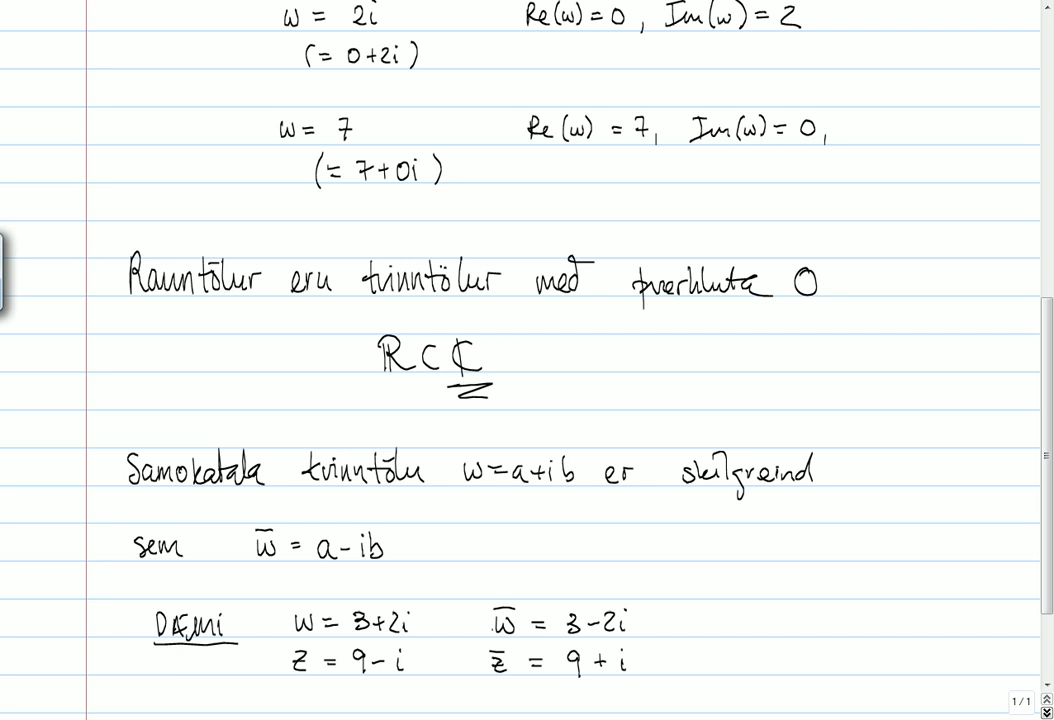 w = 2i Re(w) = 0 , Im(w) = 2
(= 0+2i )
w = 7 Re(w) = 7, Im(w) = 0,
(= 7+0i )
Rauntölur eru tvinntölur með þverhluta 0
ℝ ⊂ ℂ
Samokatala tvinntölu w=a+ib er skilgreind
sem w̅ = a-ib
DÆMI w = 3+2i w̅ = 3-2i
z = 9-i z̅ = 9+i
1/1